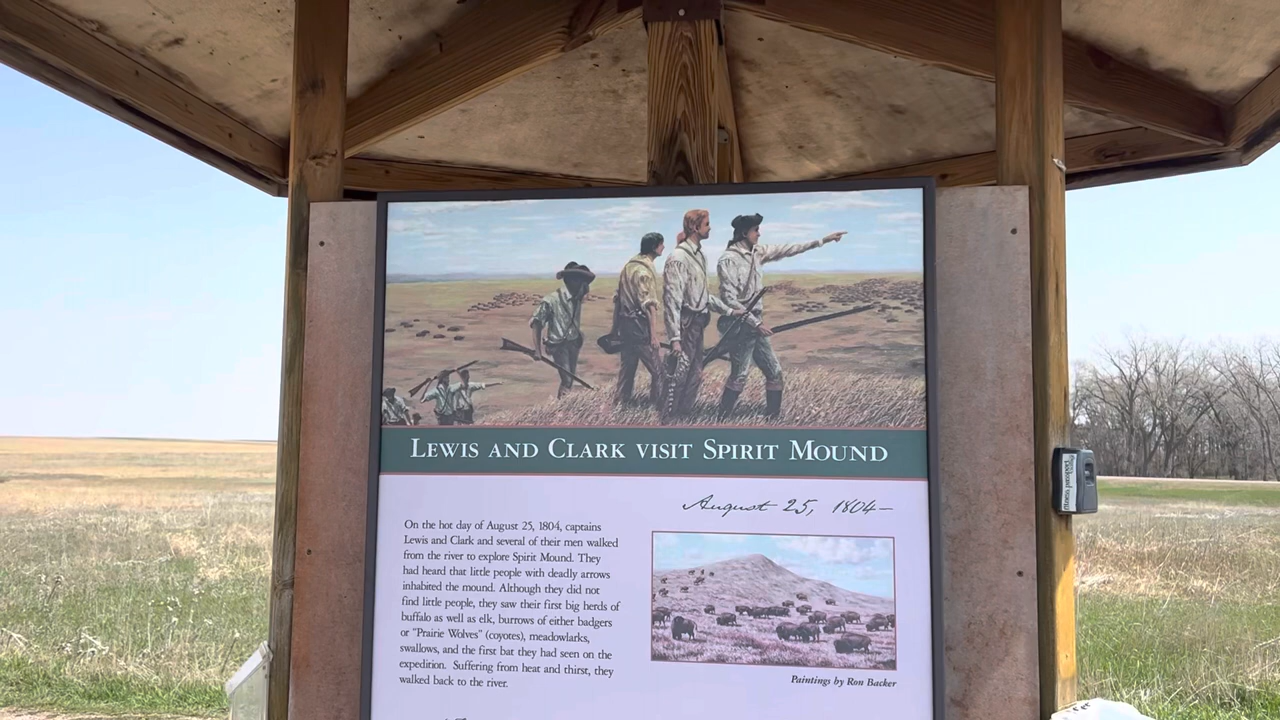 LEWIS AND CLARK VISIT SPIRIT MOUND
August 25, 1804—
On the hot day of August 25, 1804, captains
Lewis and Clark and several of their men walked
from the river to explore Spirit Mound. They
had heard that little people with deadly arrows
inhabited the mound. Although they did not
find little people, they saw their first big herds of
buffalo as well as elk, burrows of either badgers
or "Prairie Wolves" (coyotes), meadowlarks,
swallows, and the first bat they had seen on the
expedition. Suffering from heat and thirst, they
walked back to the river.
Paintings by Ron Backer